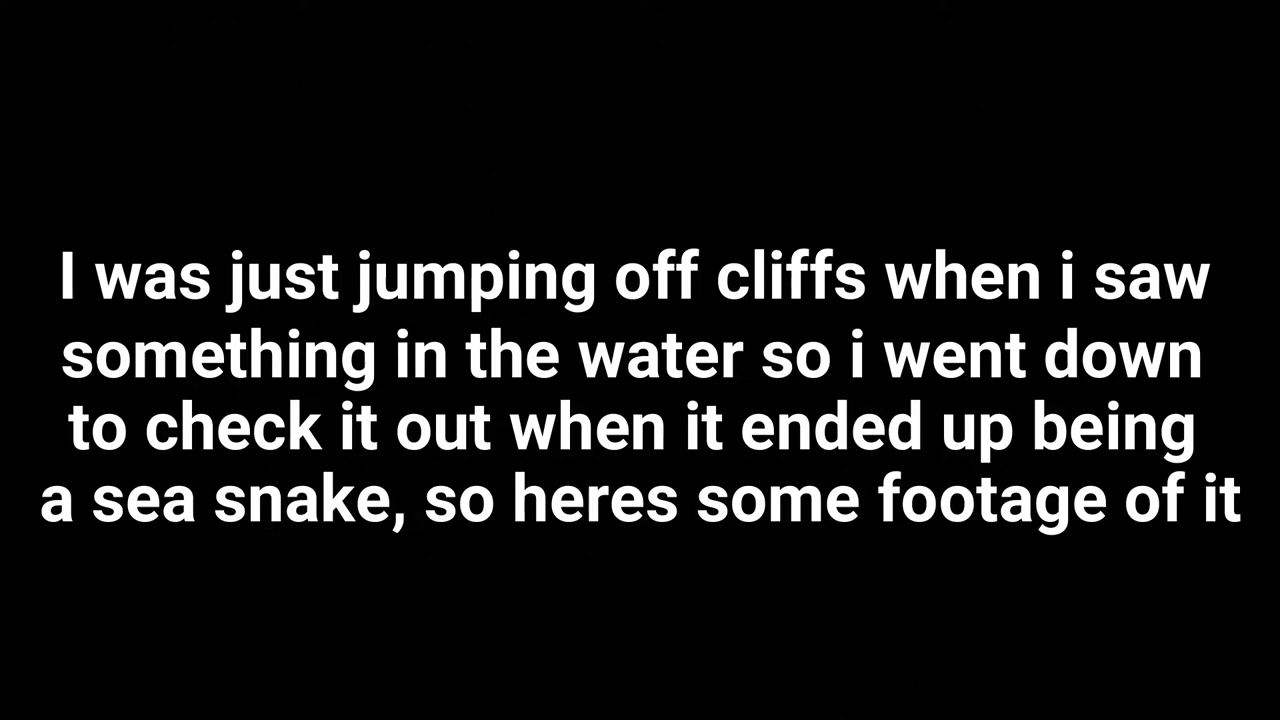 I was just jumping off cliffs when i saw
something in the water so i went down
to check it out when it ended up being
a sea snake, so heres some footage of it